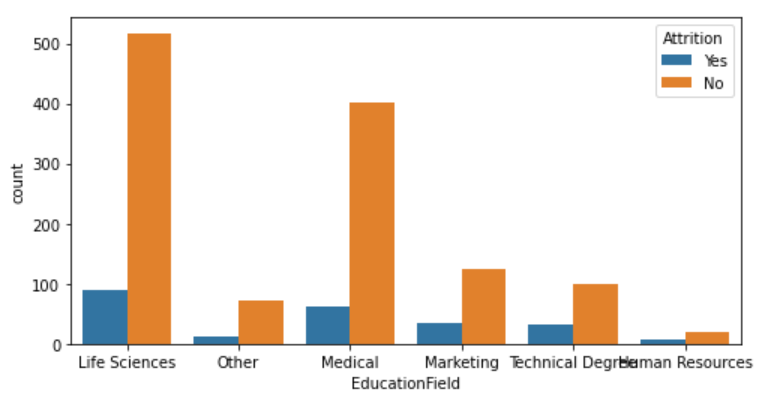 500
400
300
200
100
0
count
Attrition
Yes
No
Life Sciences
Other
Medical
Marketing
Technical Degree
Human Resources
EducationField